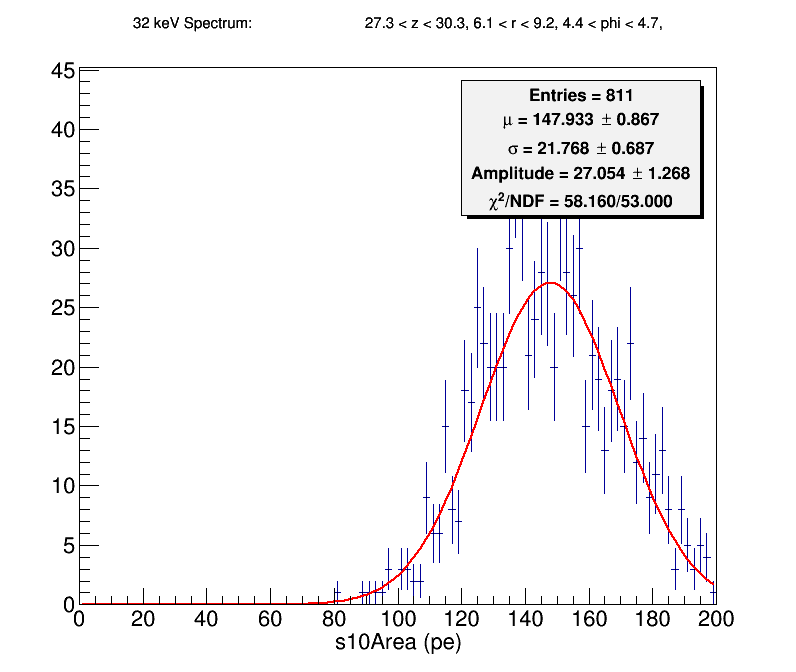 32 keV Spectrum: 27.3 < z < 30.3, 6.1 < r < 9.2, 4.4 < phi < 4.7,
45
Entries = 811
μ = 147.933 ± 0.867
σ = 21.768 ± 0.687
Amplitude = 27.054 ± 1.268
χ²/NDF = 58.160/53.000
40
35
30
25
20
15
10
5
0
0 20 40 60 80 100 120 140 160 180 200
s10Area (pe)